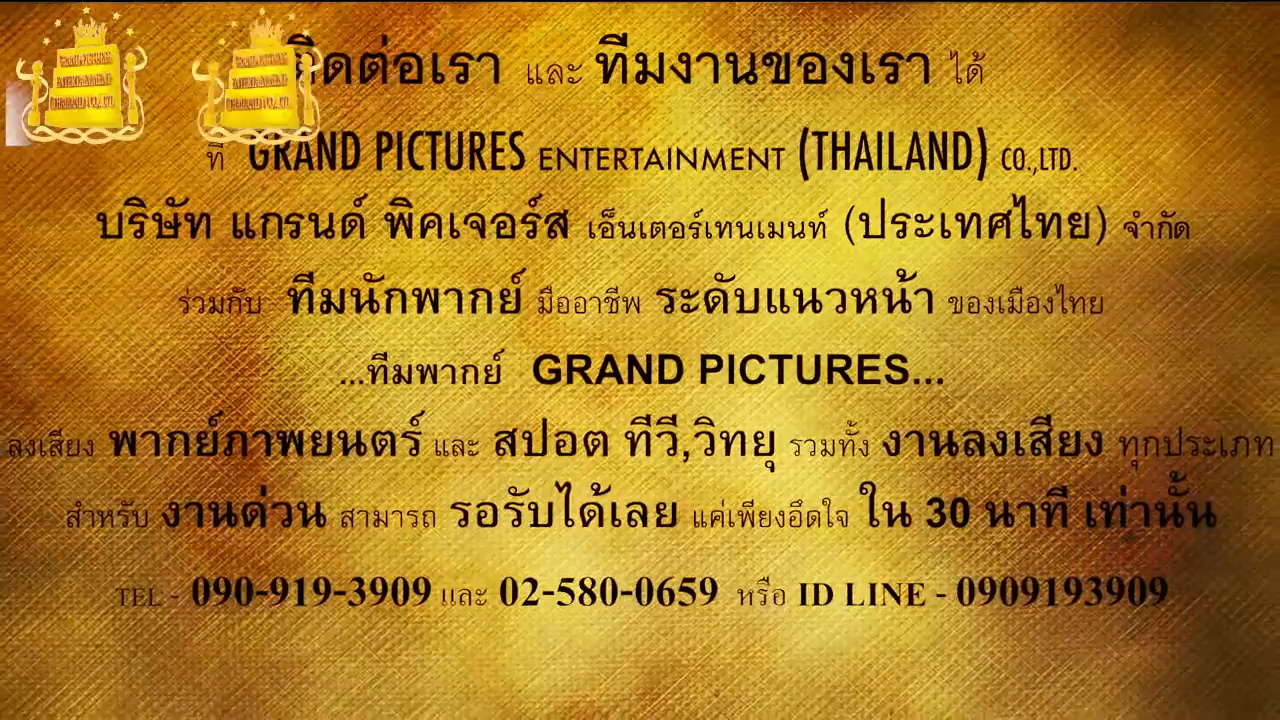 ติดต่อเรา และ ทีมงานของเรา ได้
ที่ GRAND PICTURES ENTERTAINMENT (THAILAND) CO.,LTD.
บริษัท แกรนด์ พิคเจอร์ส เอ็นเตอร์เทนเมนท์ (ประเทศไทย) จำกัด
ร่วมกับ ทีมนักพากย์ มืออาชีพ ระดับแนวหน้า ของเมืองไทย
...ทีมพากย์ GRAND PICTURES...
ลงเสียง พากย์ภาพยนตร์ และ สปอต ทีวี,วิทยุ รวมทั้ง งานลงเสียง ทุกประเภท
สำหรับ งานด่วน สามารถ รอรับได้เลย แค่เพียงอึดใจ ใน 30 นาที เท่านั้น
TEL - 090-919-3909 และ 02-580-0659 หรือ ID LINE - 0909193909